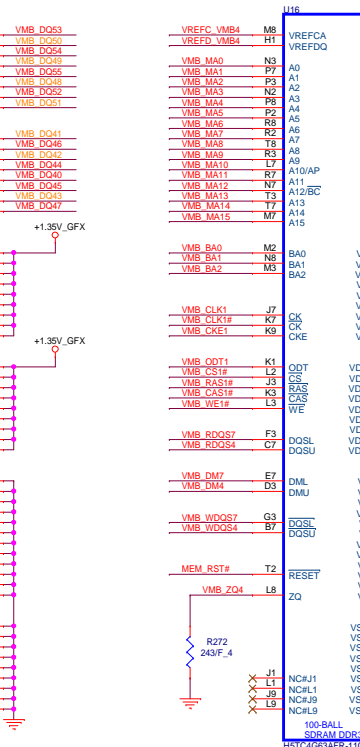 U16
VMB_DQ53
VMB_DQ50
VMB_DQ54
VMB_DQ49
VMB_DQ55
VMB_DQ48
VMB_DQ52
VMB_DQ51
VMB_DQ41
VMB_DQ46
VMB_DQ42
VMB_DQ44
VMB_DQ40
VMB_DQ45
VMB_DQ43
VMB_DQ47
+1.35V_GFX
+1.35V_GFX
VREFC_VMB4 M8 VREFCA
VREFD_VMB4 H1 VREFDQ
VMB_MA0 N3 A0
VMB_MA1 P7 A1
VMB_MA2 P3 A2
VMB_MA3 N2 A3
VMB_MA4 P8 A4
VMB_MA5 P2 A5
VMB_MA6 R8 A6
VMB_MA7 R2 A7
VMB_MA8 T8 A8
VMB_MA9 R3 A9
VMB_MA10 L7 A10/AP
VMB_MA11 R7 A11
VMB_MA12 N7 A12/BC
VMB_MA13 T3 A13
VMB_MA14 T7 A14
VMB_MA15 M7 A15
VMB_BA0 M2 BA0
VMB_BA1 N8 BA1
VMB_BA2 M3 BA2
VMB_CLK1 J7 CK
VMB_CLK1# K7 CK
VMB_CKE1 K9 CKE
VMB_ODT1 K1 ODT
VMB_CS1# L2 CS
VMB_RAS1# J3 RAS
VMB_CAS1# K3 CAS
VMB_WE1# L3 WE
VMB_RDQS7 F3 DQSL
VMB_RDQS4 C7 DQSU
VMB_DM7 E7 DML
VMB_DM4 D3 DMU
VMB_WDQS7 G3 DQSL
VMB_WDQS4 B7 DQSU
MEM_RST# T2 RESET
VMB_ZQ4 L8 ZQ
R272
243/F_4
J1 NC#J1
L1 NC#L1
J9 NC#J9
L9 NC#L9
100-BALL
SDRAM DDR3